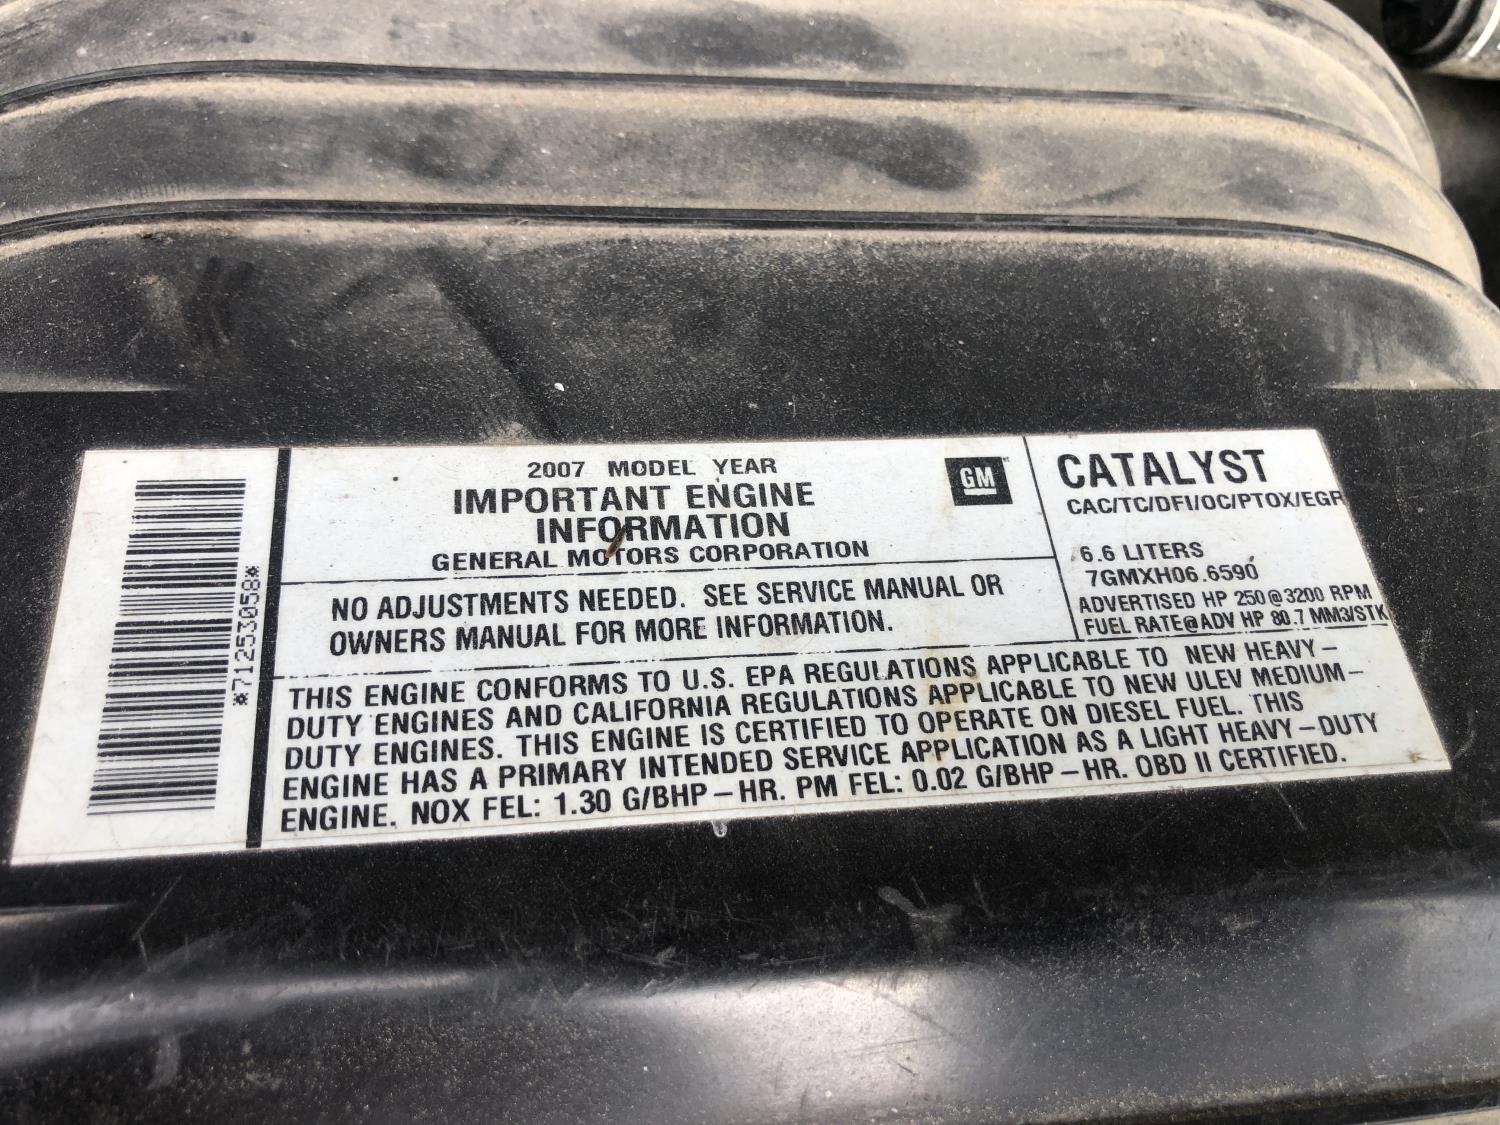 *71253058*
2007 MODEL YEAR
IMPORTANT ENGINE
INFORMATION
GENERAL MOTORS CORPORATION
GM
NO ADJUSTMENTS NEEDED. SEE SERVICE MANUAL OR
OWNERS MANUAL FOR MORE INFORMATION.
CATALYST
CAC/TC/DFI/OC/PTOX/EGR
6.6 LITERS
7GMXH06.6590
ADVERTISED HP 250@3200 RPM
FUEL RATE@ADV HP 80.7 MM3/STK
THIS ENGINE CONFORMS TO U.S. EPA REGULATIONS APPLICABLE TO NEW HEAVY-
DUTY ENGINES AND CALIFORNIA REGULATIONS APPLICABLE TO NEW ULEV MEDIUM-
DUTY ENGINES. THIS ENGINE IS CERTIFIED TO OPERATE ON DIESEL FUEL. THIS
ENGINE HAS A PRIMARY INTENDED SERVICE APPLICATION AS A LIGHT HEAVY-DUTY
ENGINE. NOX FEL: 1.30 G/BHP-HR. PM FEL: 0.02 G/BHP-HR. OBD II CERTIFIED.